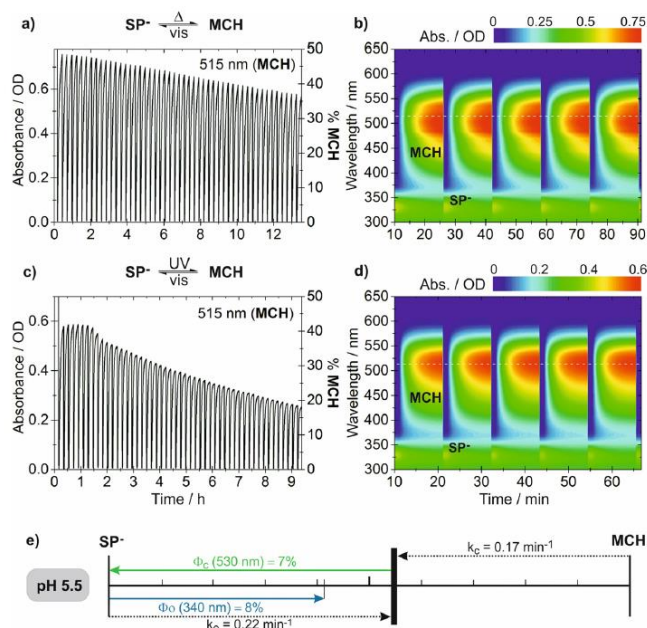 a) SP⁻ Δ vis MCH
515 nm (MCH)
Absorbance / OD
0.6
0.4
0.2
0.0
50
40
30
20
10
0
% MCH
0 2 4 6 8 10 12
b) Abs. / OD 0 0.25 0.5 0.75
Wavelength / nm
650
600
550
500
450
400
350
300
MCH
SP⁻
10 20 30 40 50 60 70 80 90
c) SP⁻ UV vis MCH
515 nm (MCH)
Absorbance / OD
0.6
0.4
0.2
0.0
50
40
30
20
10
0
% MCH
0 1 2 3 4 5 6 7 8 9
Time / h
d) Abs. / OD 0 0.2 0.4 0.6
Wavelength / nm
650
600
550
500
450
400
350
300
MCH
SP⁻
10 20 30 40 50 60
Time / min
e) SP⁻ MCH
k_c = 0.17 min⁻¹
Φ_c (530 nm) = 7%
pH 5.5
Φ_o (340 nm) = 8%
k_o = 0.22 min⁻¹